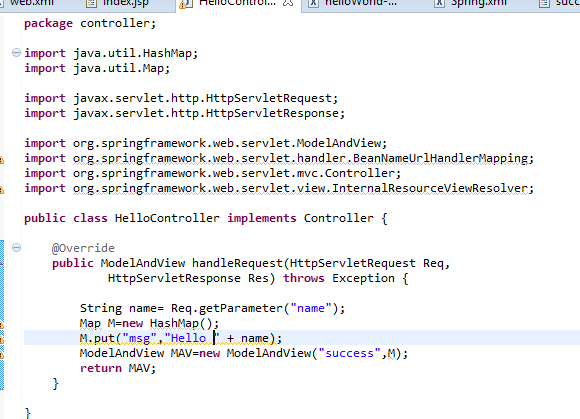 web.xml index.jsp HelloControl... helloWorld-... Spring.xml succ
package controller;
import java.util.HashMap;
import java.util.Map;
import javax.servlet.http.HttpServletRequest;
import javax.servlet.http.HttpServletResponse;
import org.springframework.web.servlet.ModelAndView;
import org.springframework.web.servlet.handler.BeanNameUrlHandlerMapping;
import org.springframework.web.servlet.mvc.Controller;
import org.springframework.web.servlet.view.InternalResourceViewResolver;
public class HelloController implements Controller {
@Override
public ModelAndView handleRequest(HttpServletRequest Req,
HttpServletResponse Res) throws Exception {
String name= Req.getParameter("name");
Map M=new HashMap();
M.put("msg","Hello " + name);
ModelAndView MAV=new ModelAndView("success",M);
return MAV;
}
}